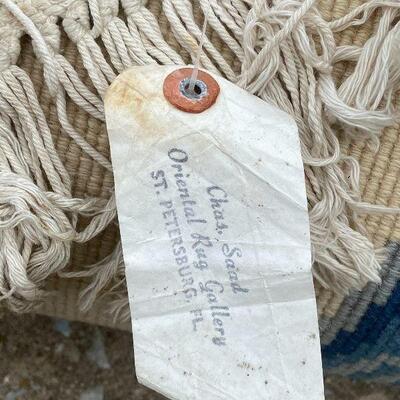 Chas. Saad
Oriental Rug Gallery
ST. PETERSBURG, FL.